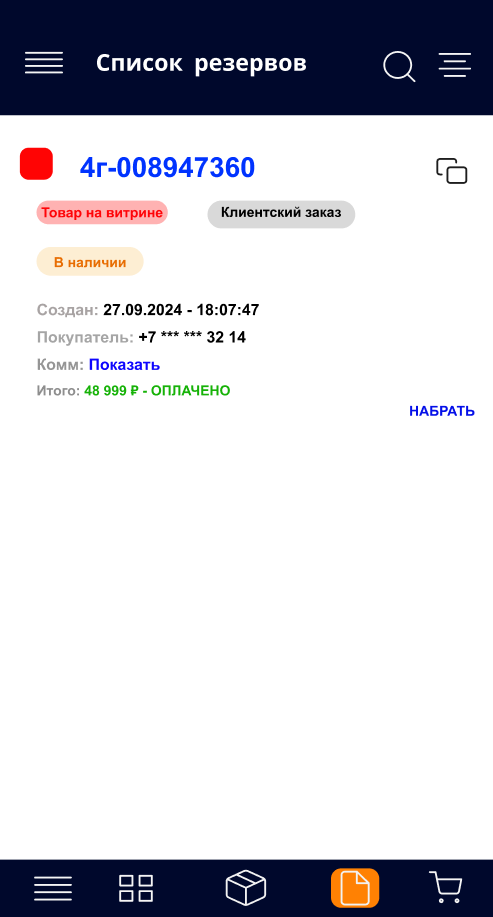 Список резервов
4г-008947360
Товар на витрине
Клиентский заказ
В наличии
Создан: 27.09.2024 - 18:07:47
Покупатель: +7 *** *** 32 14
Комм: Показать
Итого: 48 999 ₽ - ОПЛАЧЕНО
НАБРАТЬ